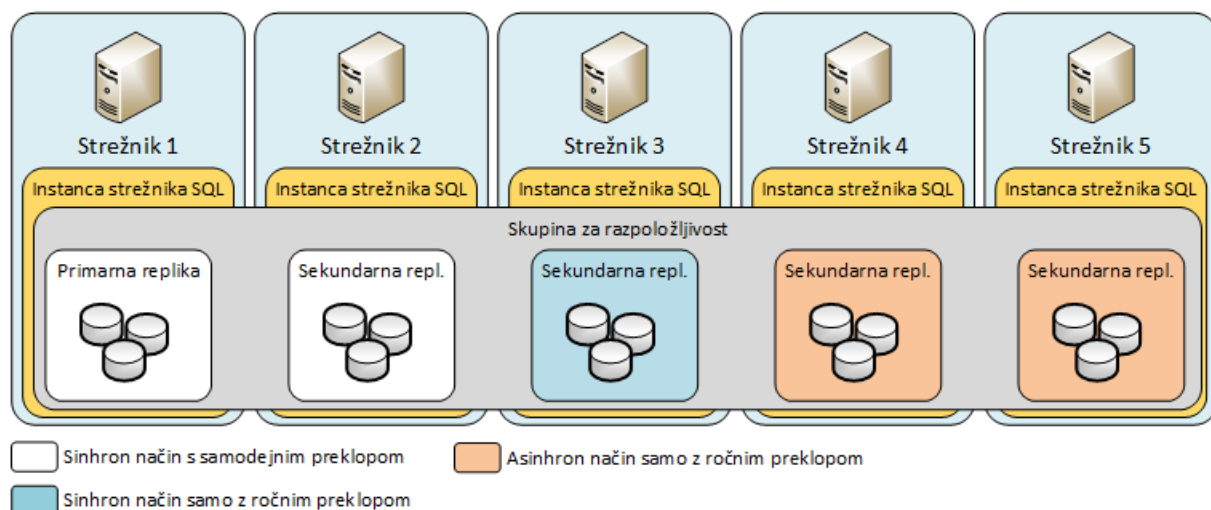 Strežnik 1
Strežnik 2
Strežnik 3
Strežnik 4
Strežnik 5
Instanca strežnika SQL
Instanca strežnika SQL
Instanca strežnika SQL
Instanca strežnika SQL
Instanca strežnika SQL
Skupina za razpoložljivost
Primarna replika
Sekundarna repl.
Sekundarna repl.
Sekundarna repl.
Sekundarna repl.
Sinhron način s samodejnim preklopom
Asinhron način samo z ročnim preklopom
Sinhron način samo z ročnim preklopom